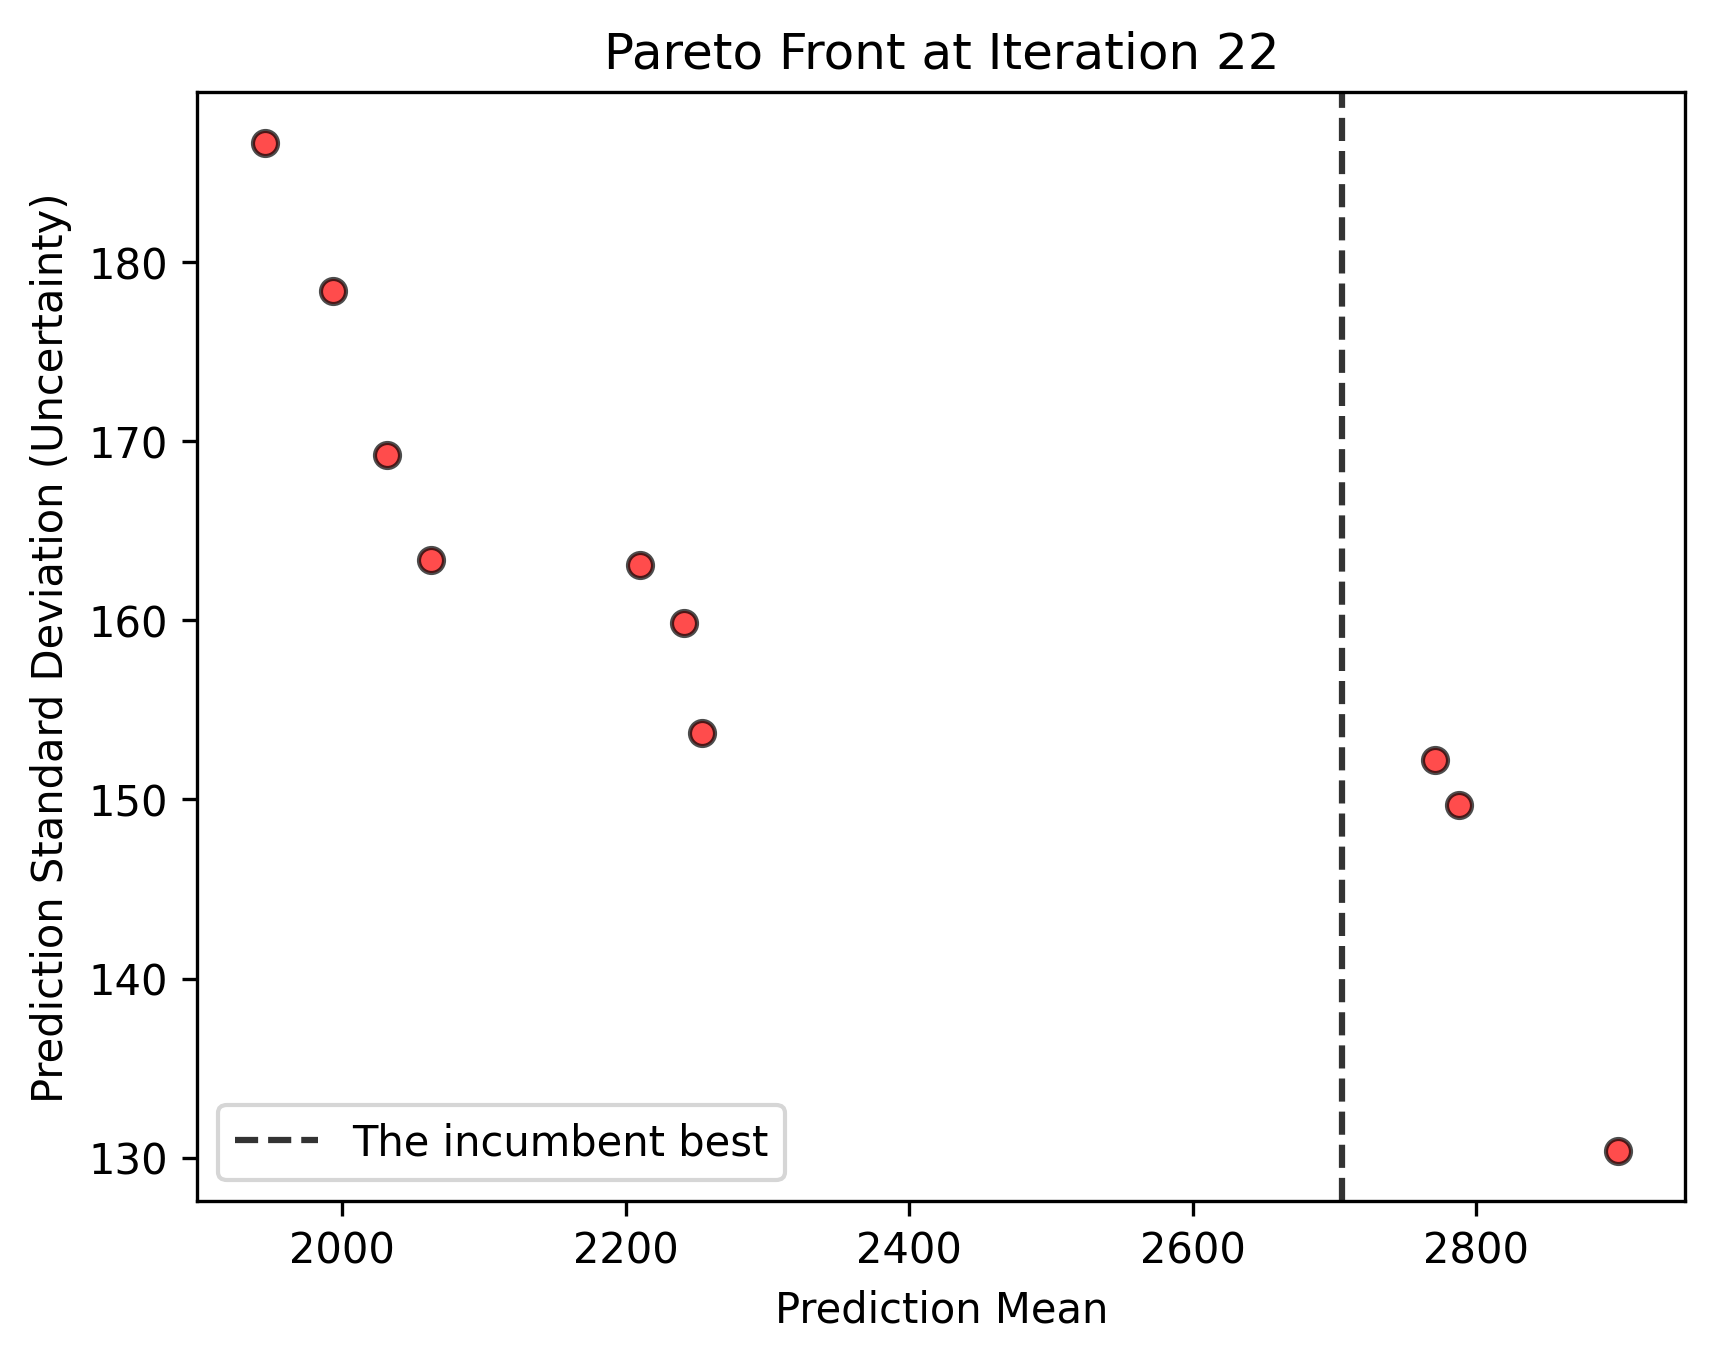 Pareto Front at Iteration 22
Prediction Standard Deviation (Uncertainty)
180
170
160
150
140
130
The incumbent best
2000 2200 2400 2600 2800
Prediction Mean